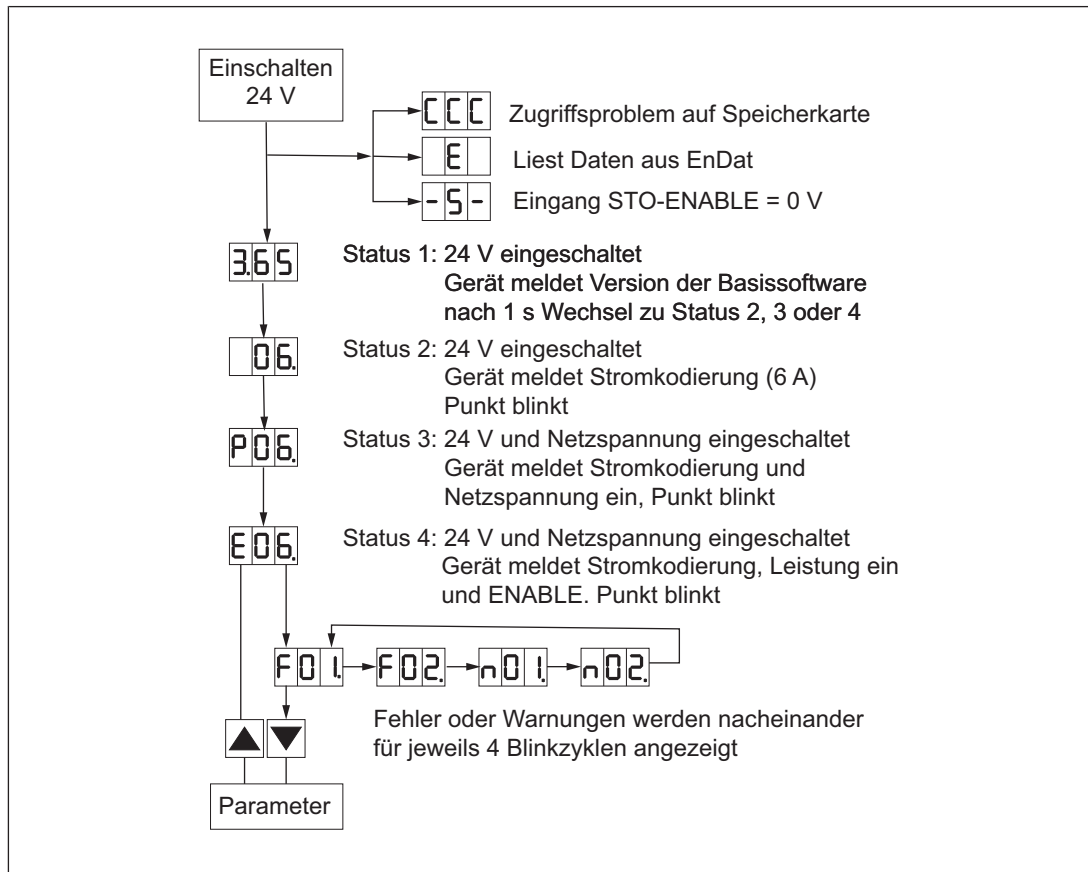 Einschalten
24 V
CCC Zugriffsproblem auf Speicherkarte
E Liest Daten aus EnDat
-S- Eingang STO-ENABLE = 0 V
3.65 Status 1: 24 V eingeschaltet
Gerät meldet Version der Basissoftware
nach 1 s Wechsel zu Status 2, 3 oder 4
06. Status 2: 24 V eingeschaltet
Gerät meldet Stromkodierung (6 A)
Punkt blinkt
P06. Status 3: 24 V und Netzspannung eingeschaltet
Gerät meldet Stromkodierung und
Netzspannung ein, Punkt blinkt
E06. Status 4: 24 V und Netzspannung eingeschaltet
Gerät meldet Stromkodierung, Leistung ein
und ENABLE. Punkt blinkt
F01. F02. n01. n02.
Fehler oder Warnungen werden nacheinander
für jeweils 4 Blinkzyklen angezeigt
Parameter